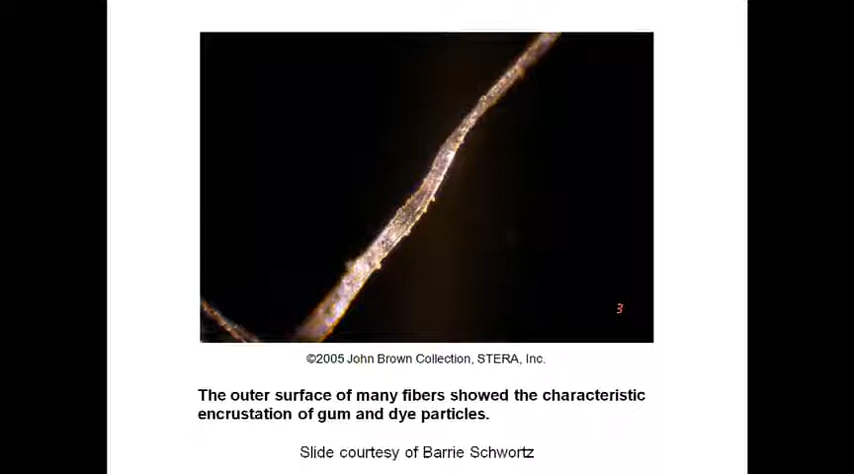 3
©2005 John Brown Collection, STERA, Inc.
The outer surface of many fibers showed the characteristic
encrustation of gum and dye particles.
Slide courtesy of Barrie Schwortz